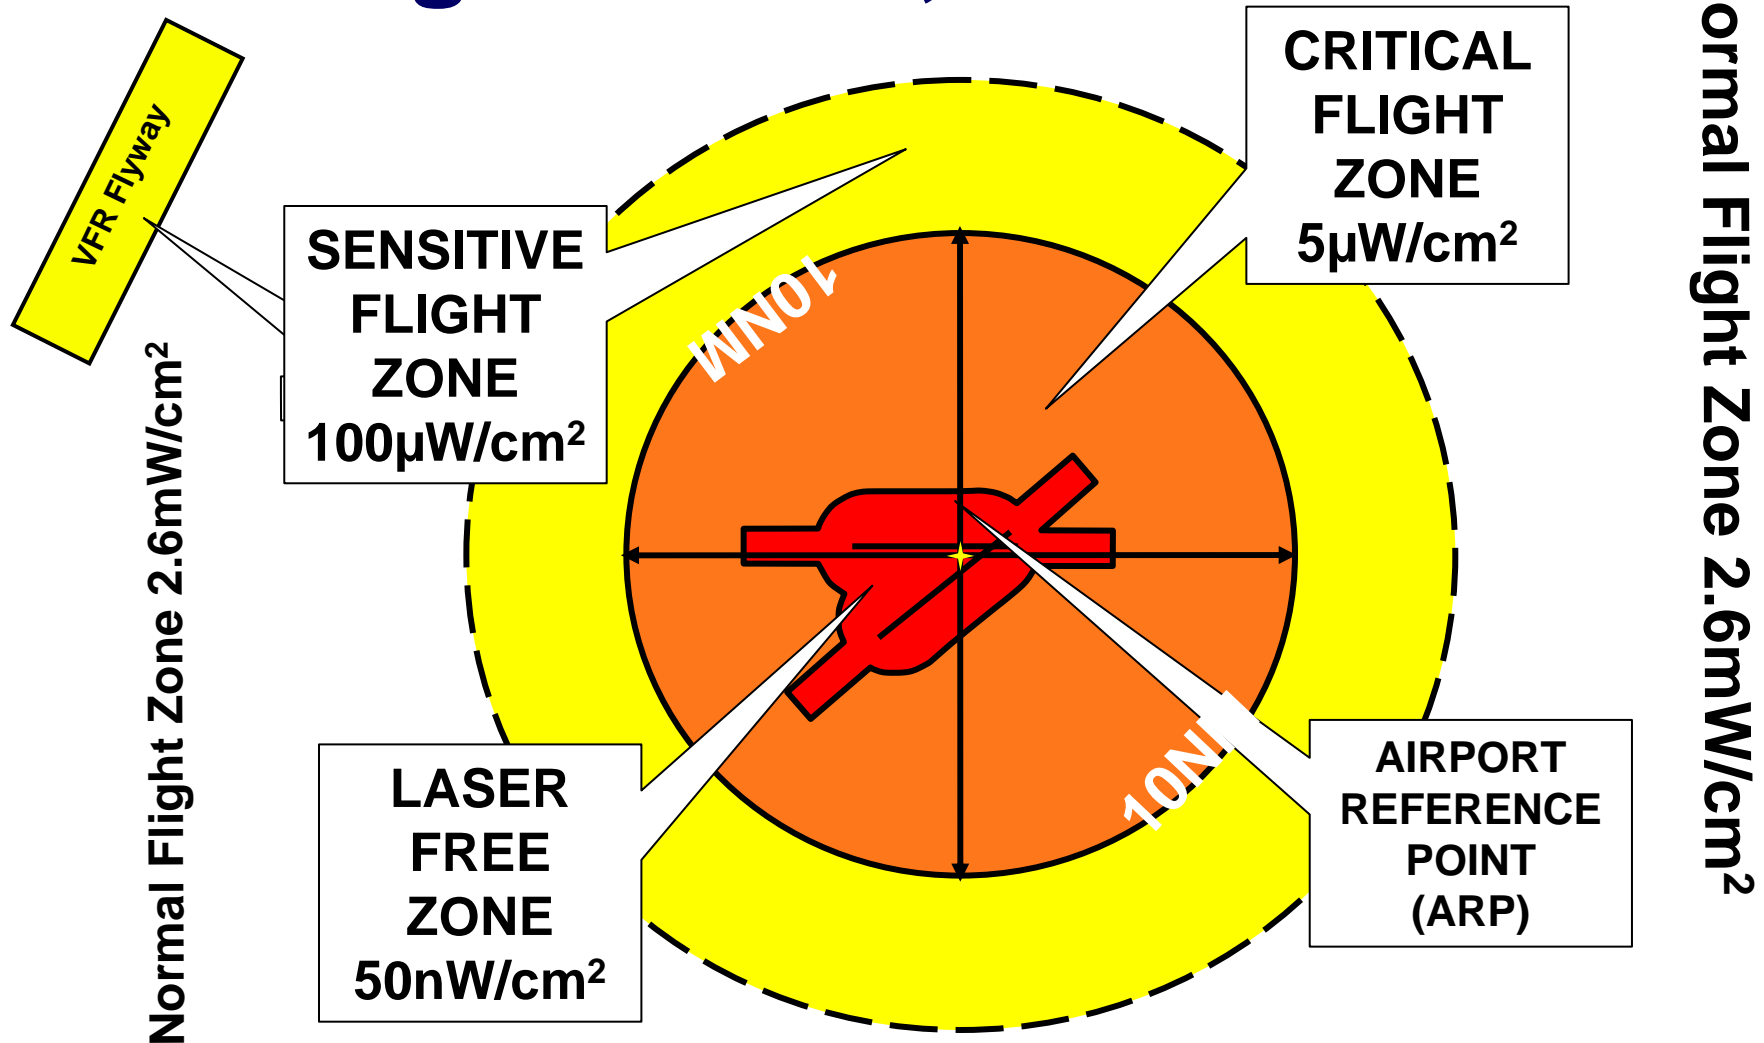 VFR Flyway
SENSITIVE
FLIGHT
ZONE
100µW/cm²
CRITICAL
FLIGHT
ZONE
5µW/cm²
10NM
LASER
FREE
ZONE
50nW/cm²
AIRPORT
REFERENCE
POINT
(ARP)
Normal Flight Zone 2.6mW/cm²
ormal Flight Zone 2.6mW/cm²
10N